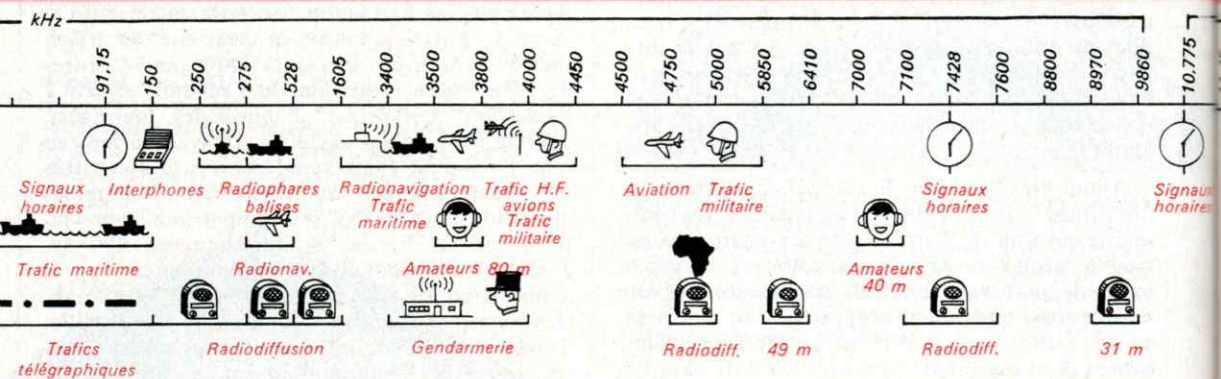 kHz
91,15
150
255
275
528
1605
3400
3500
3800
4000
4450
4500
4750
5000
5850
6410
7000
7100
7428
7600
8800
8970
9860
10.775
Signaux
horaires
Interphones
Radiophares
balises
Radionavigation
Trafic
maritime
Trafic H.F.
avions
Trafic
militaire
Aviation
Trafic
militaire
Signaux
horaires
Signaux
horaires
Trafic maritime
Radionav.
Amateurs 80 m
Amateurs
40 m
Trafics
télégraphiques
Radiodiffusion
Gendarmerie
Radiodiff.
49 m
Radiodiff.
31 m